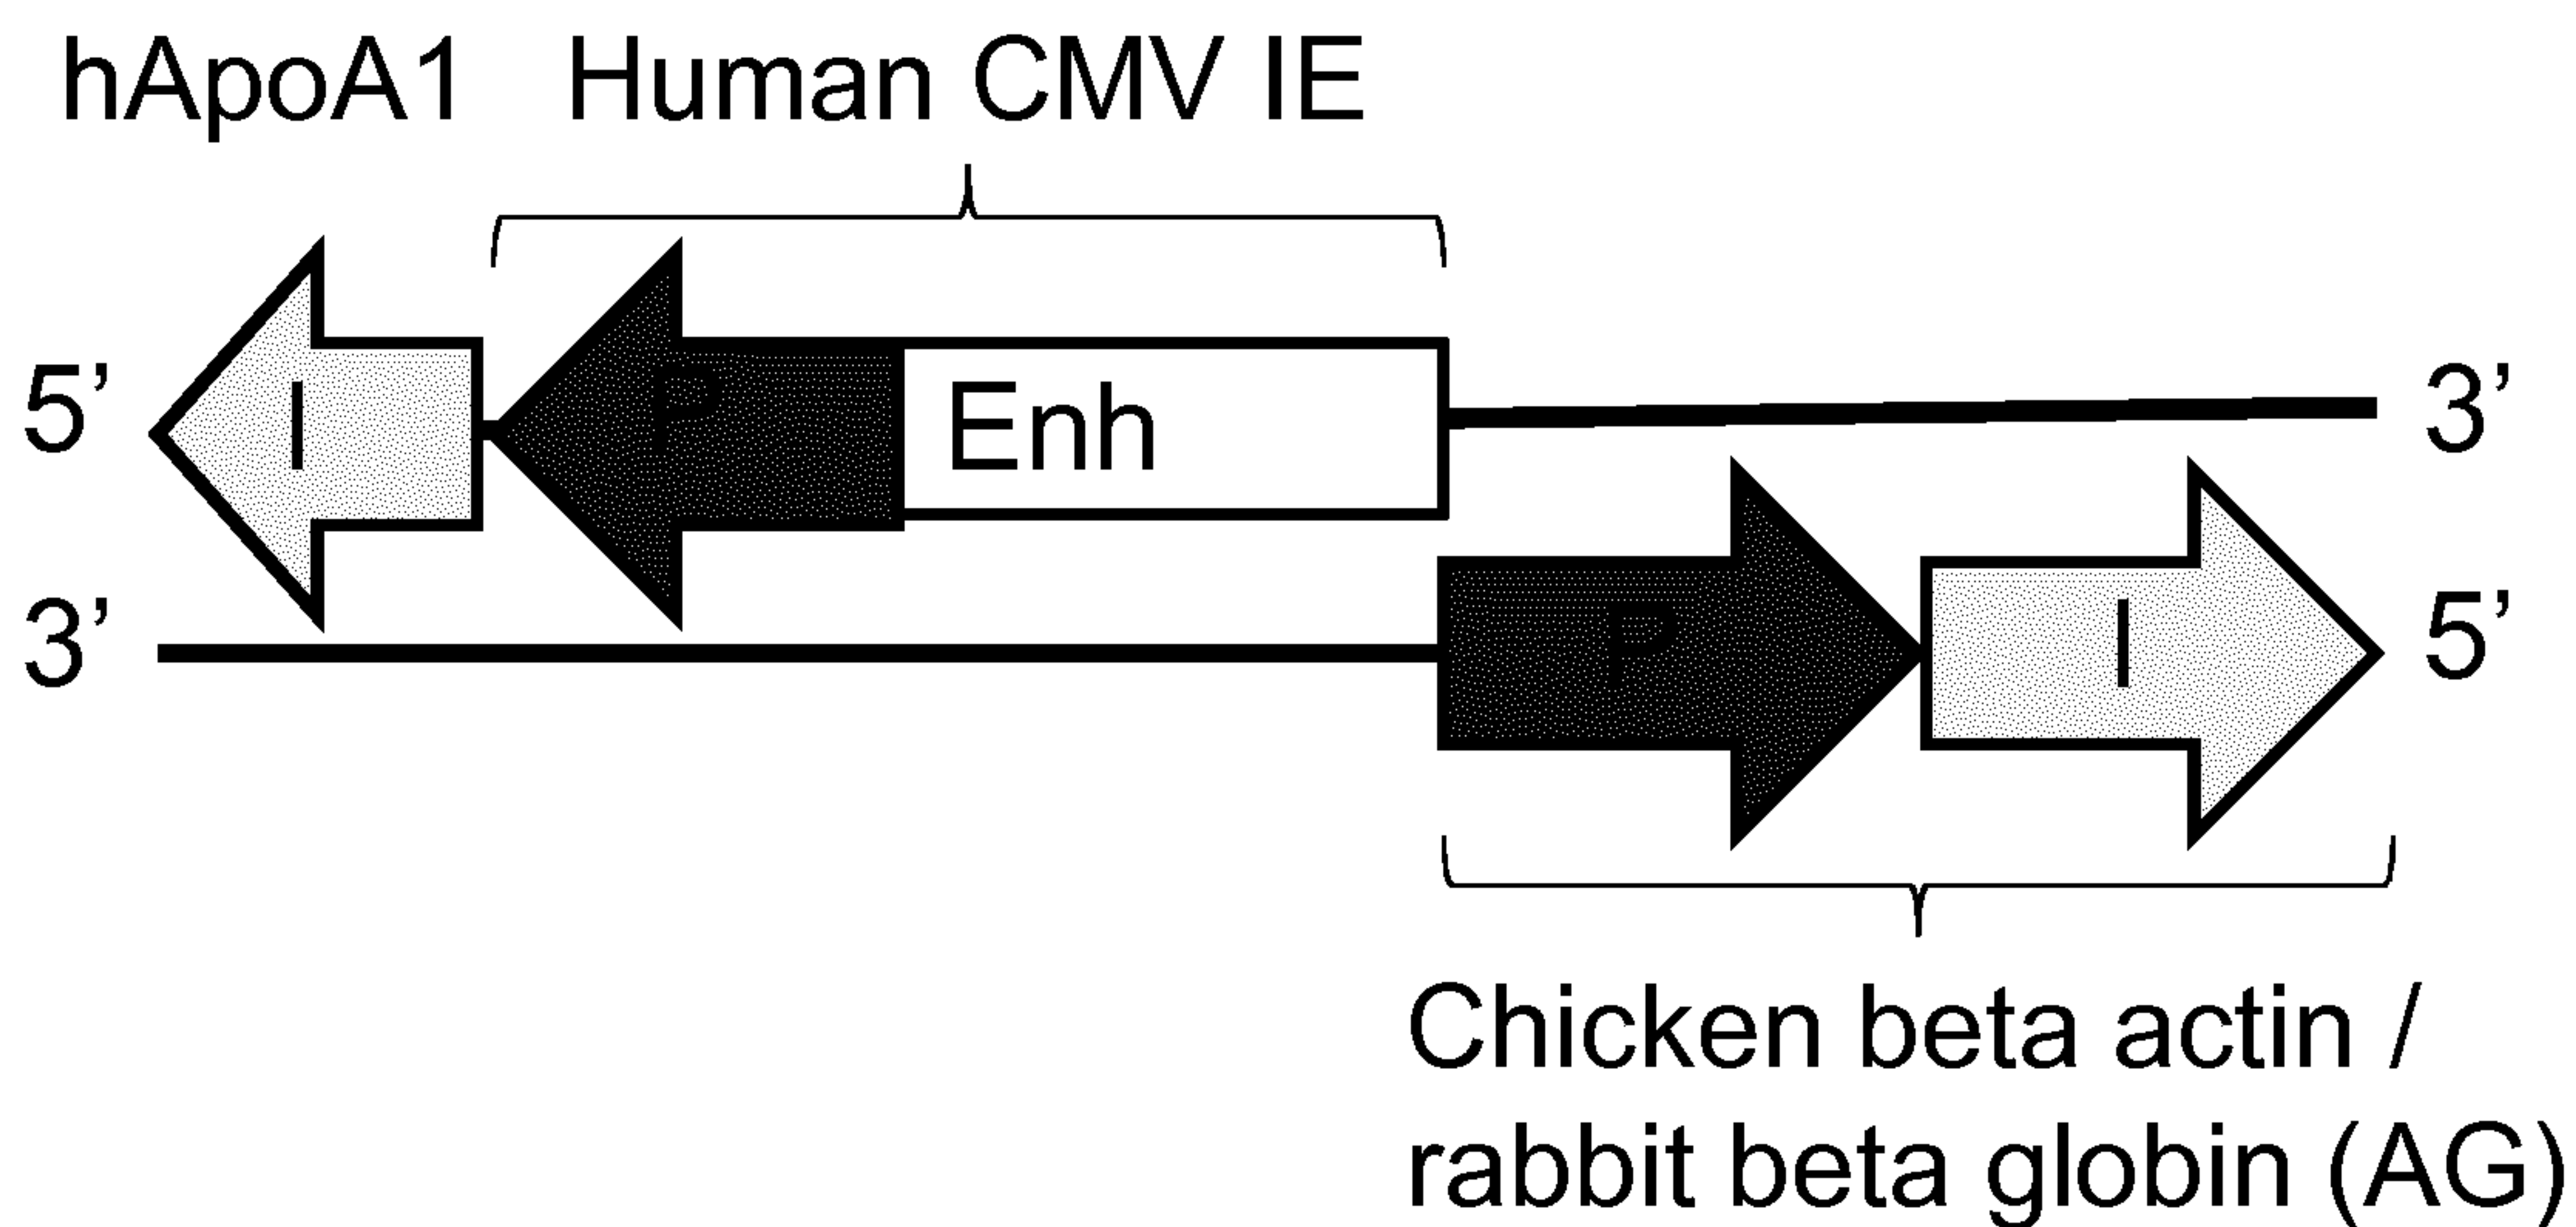 hApoA1 Human CMV IE
5’ I P Enh 3’
3’ P I 5’
Chicken beta actin /
rabbit beta globin (AG)